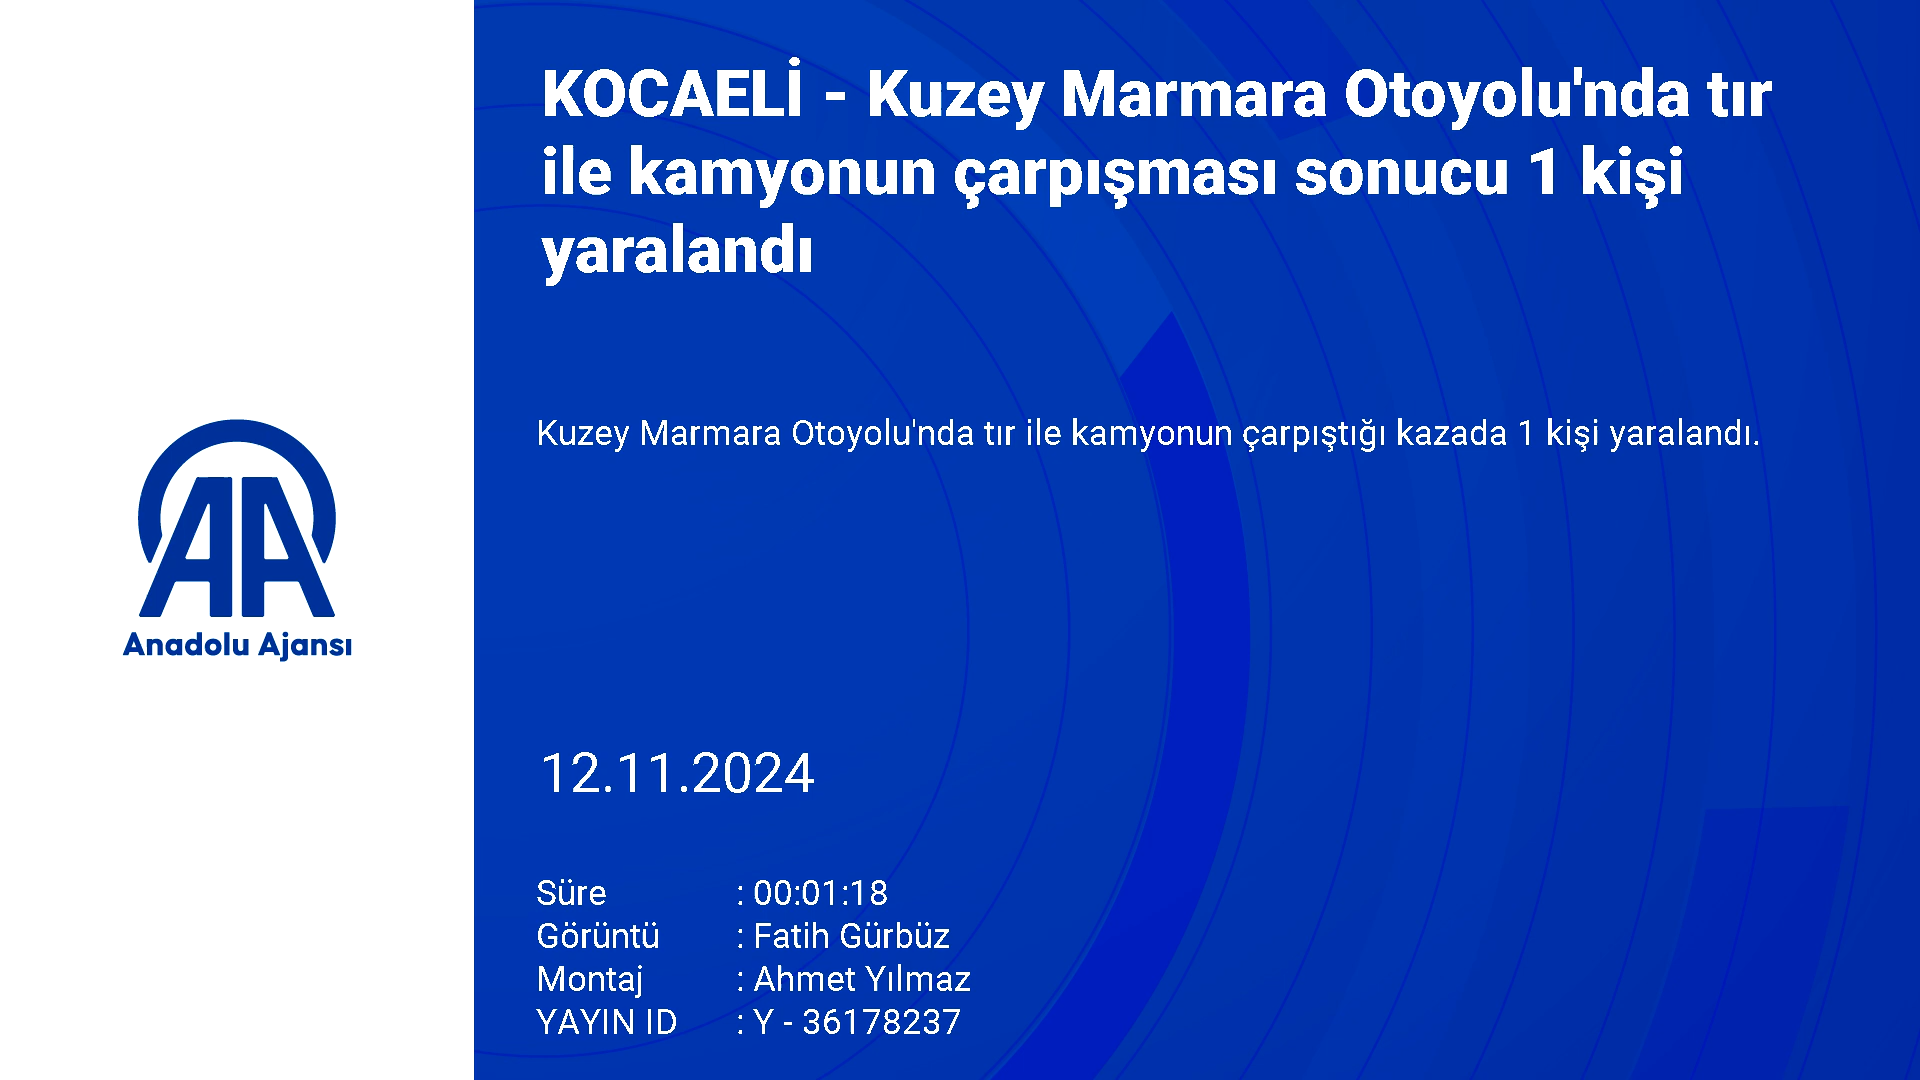 KOCAELİ - Kuzey Marmara Otoyolu'nda tır
ile kamyonun çarpışması sonucu 1 kişi
yaralandı
Kuzey Marmara Otoyolu'nda tır ile kamyonun çarpıştığı kazada 1 kişi yaralandı.
AA
Anadolu Ajansı
12.11.2024
Süre : 00:01:18
Görüntü : Fatih Gürbüz
Montaj : Ahmet Yılmaz
YAYIN ID : Y - 36178237